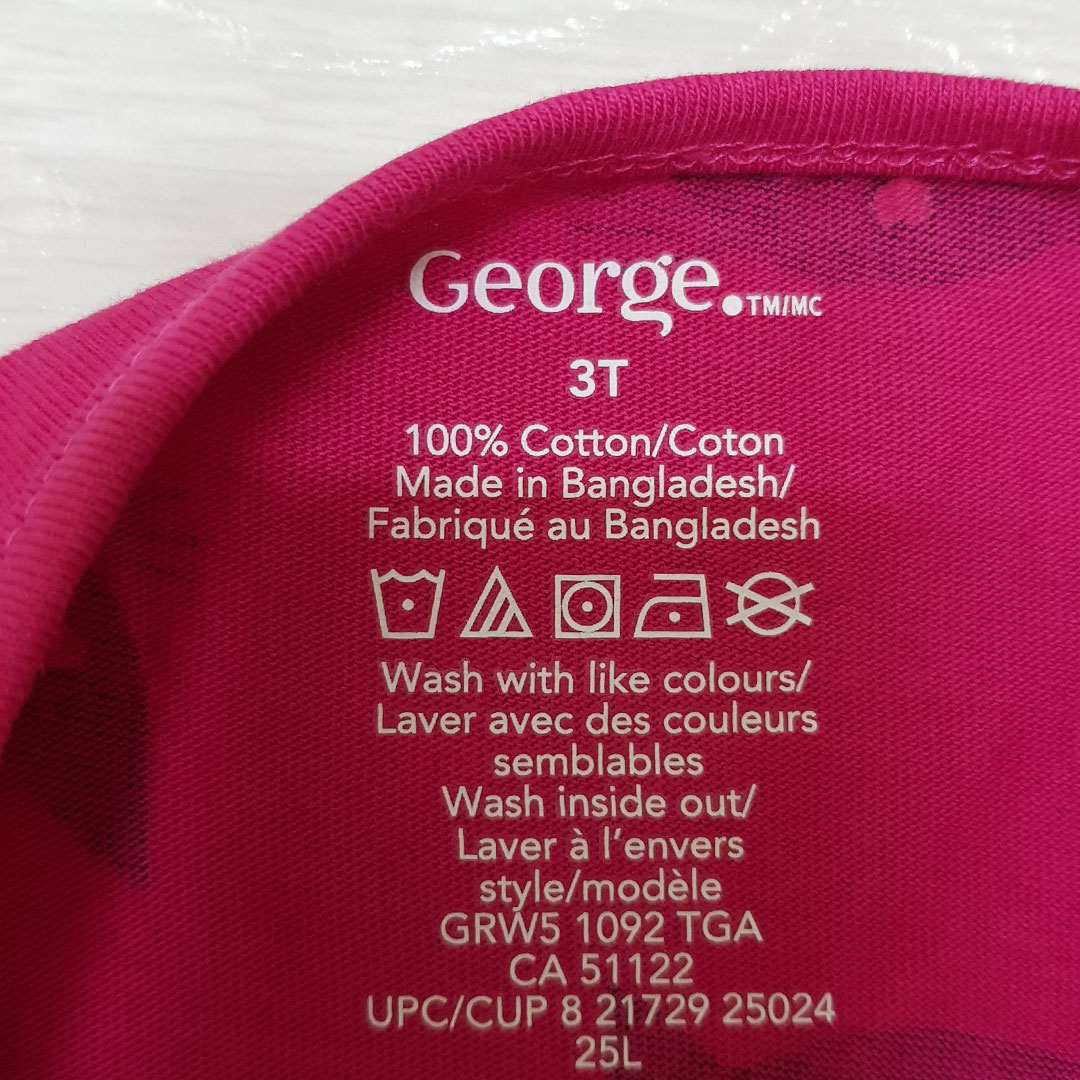 George.TM/MC
3T
100% Cotton/Coton
Made in Bangladesh/
Fabriqué au Bangladesh
Wash with like colours/
Laver avec des couleurs
semblables
Wash inside out/
Laver à l'envers
style/modèle
GRW5 1092 TGA
CA 51122
UPC/CUP 8 21729 25024
25L